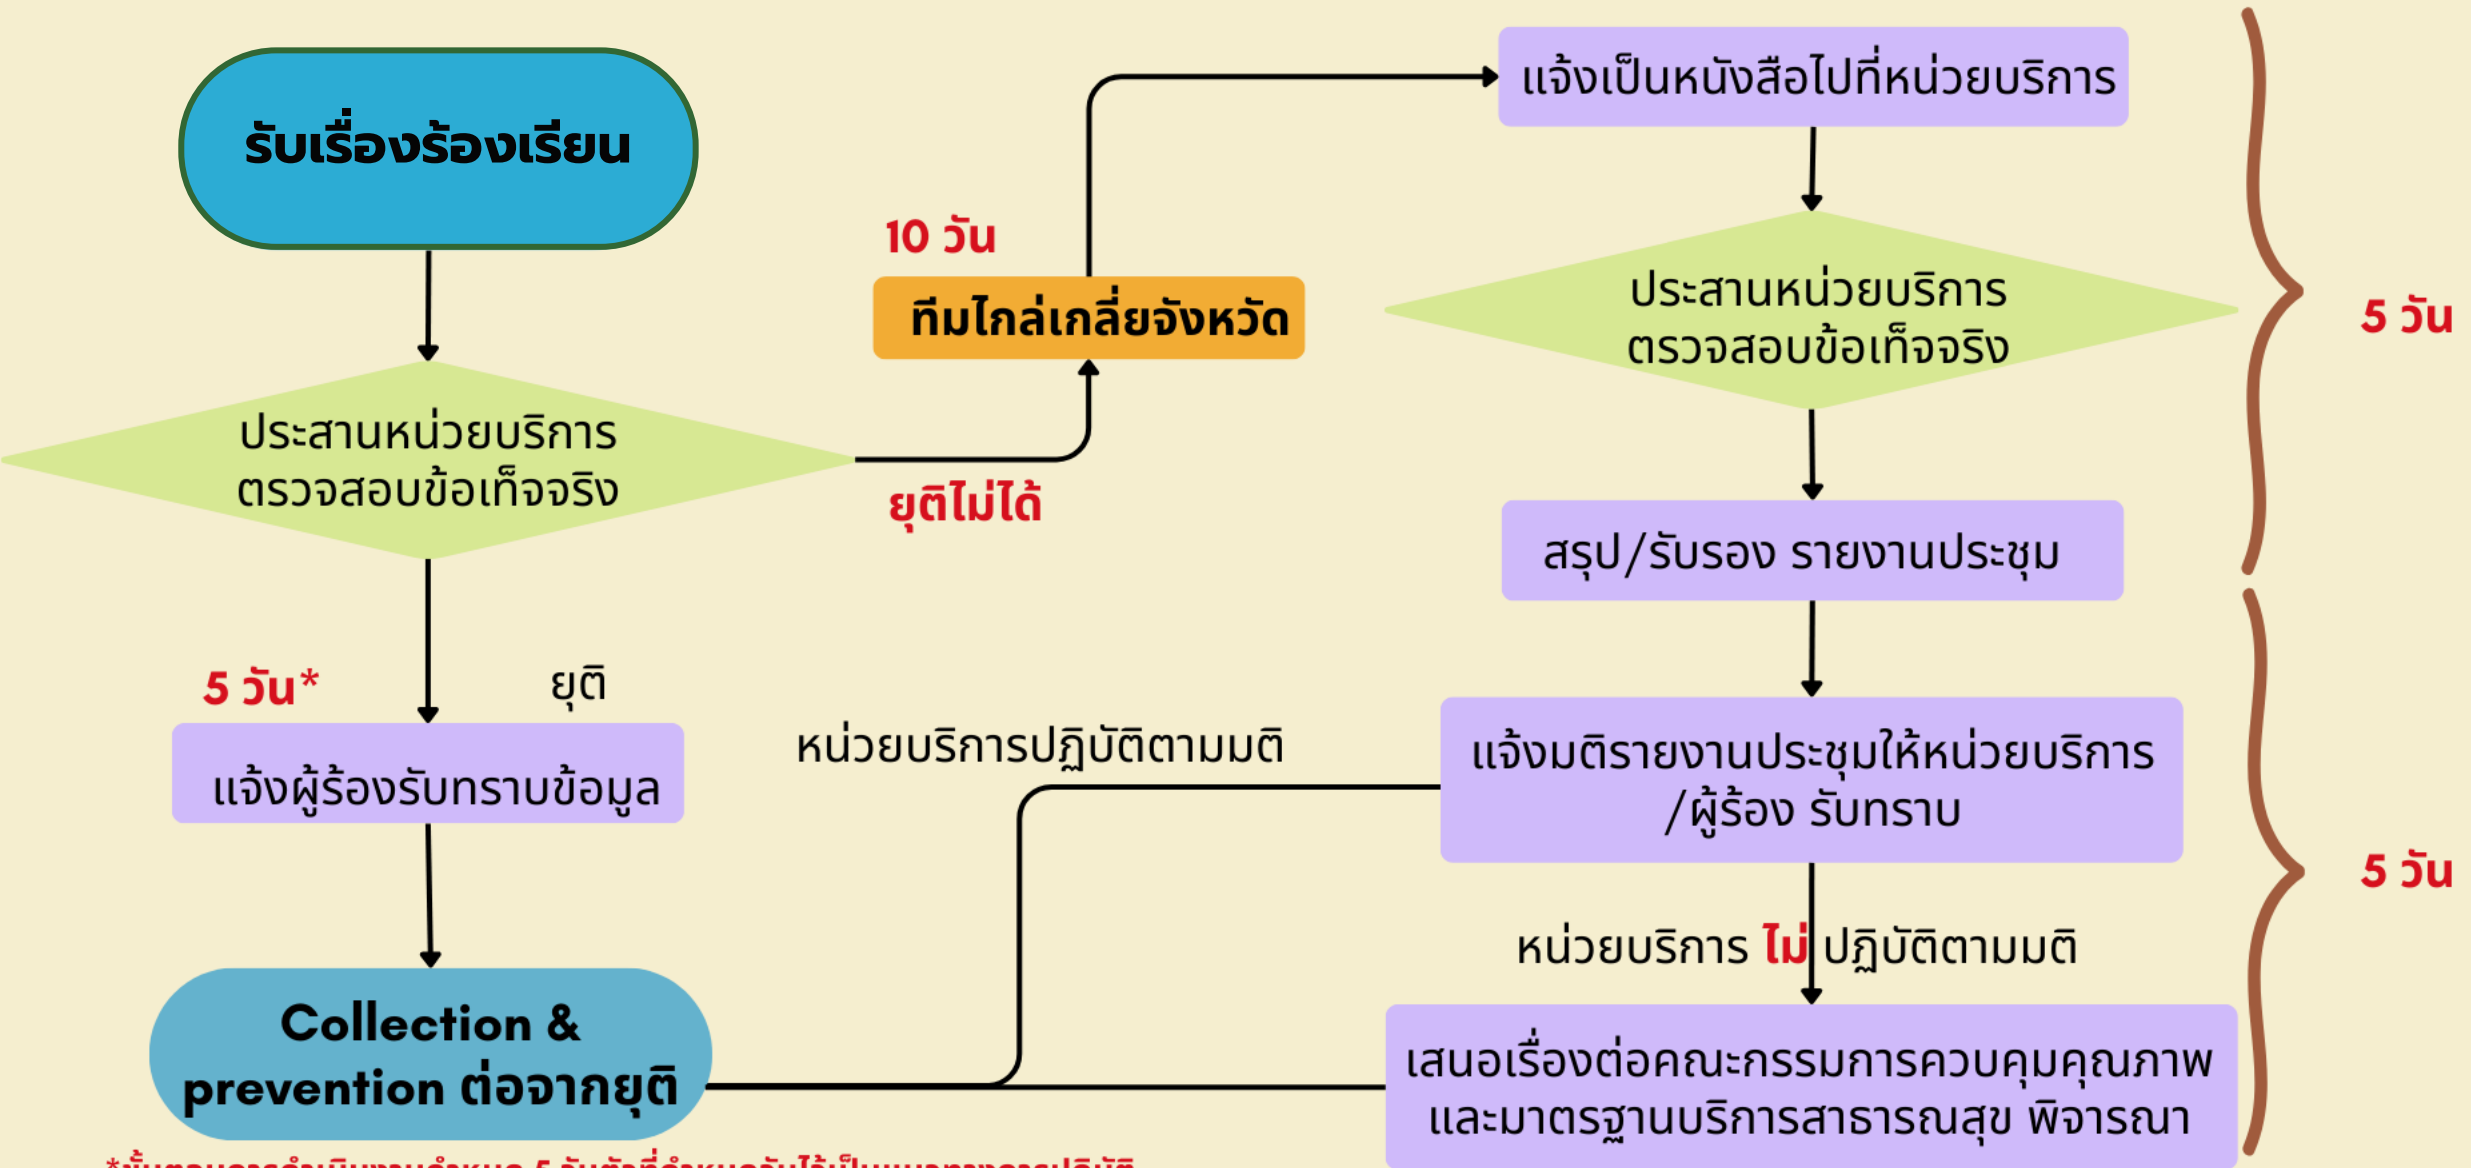 รับเรื่องร้องเรียน
ประสานหน่วยบริการ
ตรวจสอบข้อเท็จจริง
5 วัน*
ยุติ
แจ้งผู้ร้องรับทราบข้อมูล
Collection &
prevention ต่อจากยุติ
ยุติไม่ได้
10 วัน
ทีมไกล่เกลี่ยจังหวัด
แจ้งเป็นหนังสือไปที่หน่วยบริการ
ประสานหน่วยบริการ
ตรวจสอบข้อเท็จจริง
สรุป/รับรอง รายงานประชุม
5 วัน
แจ้งมติรายงานประชุมให้หน่วยบริการ
/ผู้ร้อง รับทราบ
หน่วยบริการปฏิบัติตามมติ
หน่วยบริการ ไม่ ปฏิบัติตามมติ
5 วัน
เสนอเรื่องต่อคณะกรรมการควบคุมคุณภาพ
และมาตรฐานบริการสาธารณสุข พิจารณา